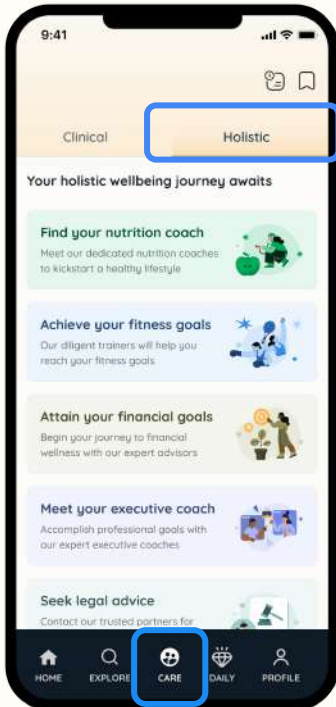 9:41
Clinical Holistic
Your holistic wellbeing journey awaits
Find your nutrition coach
Meet our dedicated nutrition coaches
to kickstart a healthy lifestyle
Achieve your fitness goals
Our diligent trainers will help you
reach your fitness goals
Attain your financial goals
Begin your journey to financial
wellness with our expert advisors
Meet your executive coach
Accomplish professional goals with
our expert executive coaches
Seek legal advice
Contact our trusted partners for
HOME EXPLORE CARE DAILY PROFILE